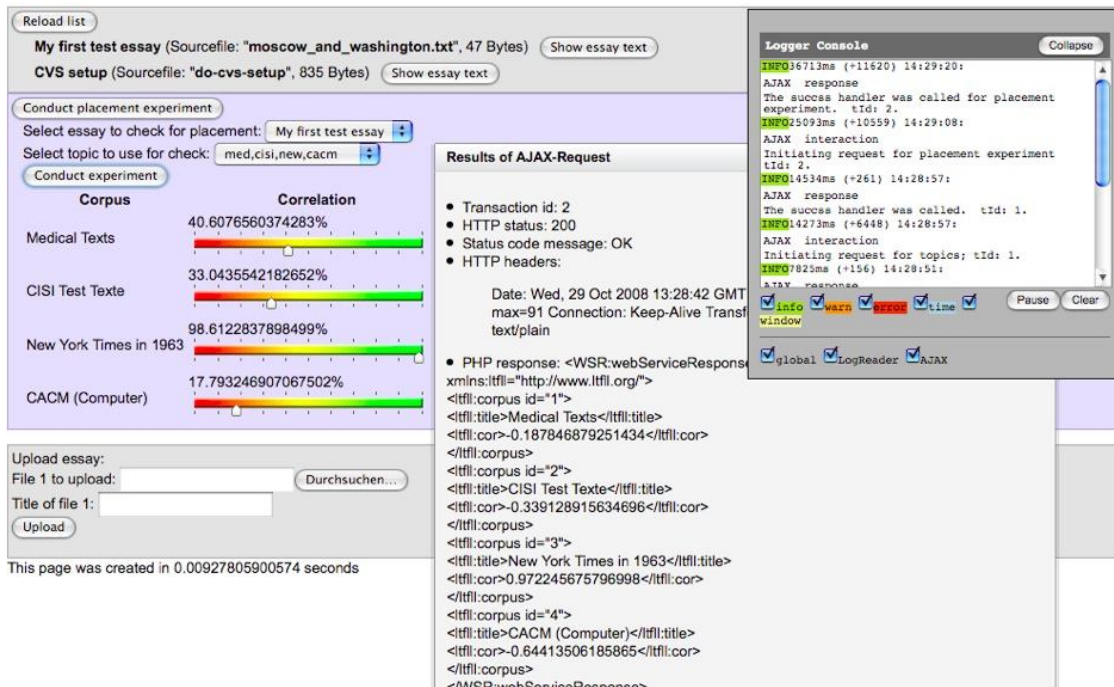 Reload list
My first test essay (Sourcefile: "moscow_and_washington.txt", 47 Bytes) Show essay text
CVS setup (Sourcefile: "do-cvs-setup", 835 Bytes) Show essay text
Conduct placement experiment
Select essay to check for placement: My first test essay
Select topic to use for check: med,cisi,new,cacm
Conduct experiment
Corpus Correlation
40.6076560374283%
Medical Texts
33.0435542182652%
CISI Test Texte
98.6122837898499%
New York Times in 1963
17.793246907067502%
CACM (Computer)
Upload essay:
File 1 to upload: Durchsuchen...
Title of file 1:
Upload
This page was created in 0.00927805900574 seconds
Results of AJAX-Request
• Transaction id: 2
• HTTP status: 200
• Status code message: OK
• HTTP headers:
Date: Wed, 29 Oct 2008 13:28:42 GMT
max=91 Connection: Keep-Alive Transf
text/plain
• PHP response: <WSR:webServiceResponse
xmlns:ltfll="http://www.ltfll.org/">
<ltfll:corpus id="1">
<ltfll:title>Medical Texts</ltfll:title>
<ltfll:cor>-0.187846879251434</ltfll:cor>
</ltfll:corpus>
<ltfll:corpus id="2">
<ltfll:title>CISI Test Texte</ltfll:title>
<ltfll:cor>-0.339128915634696</ltfll:cor>
</ltfll:corpus>
<ltfll:corpus id="3">
<ltfll:title>New York Times in 1963</ltfll:title>
<ltfll:cor>0.972245675796998</ltfll:cor>
</ltfll:corpus>
<ltfll:corpus id="4">
<ltfll:title>CACM (Computer)</ltfll:title>
<ltfll:cor>-0.64413506185865</ltfll:cor>
</ltfll:corpus>
</WSR:webServiceResponse>
Logger Console Collapse
INFO36713ms (+11620) 14:29:20:
AJAX response
The succss handler was called for placement
experiment. tId: 2.
INFO25093ms (+10559) 14:29:08:
AJAX interaction
Initiating request for placement experiment
tId: 2.
INFO14534ms (+261) 14:28:57:
AJAX response
The succss handler was called. tId: 1.
INFO14273ms (+6448) 14:28:57:
AJAX interaction
Initiating request for topics; tId: 1.
INFO7825ms (+156) 14:28:51:
AJAX response
info warn error time
window
Pause Clear
global LogReader AJAX